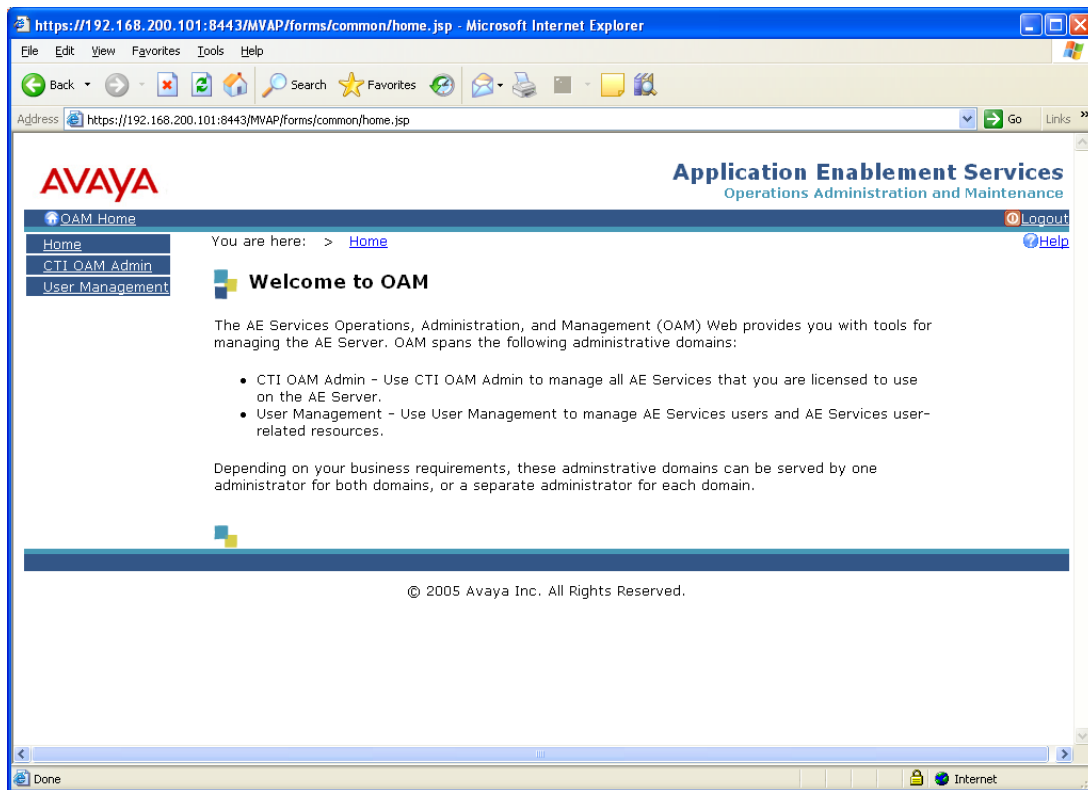 https://192.168.200.101:8443/MVAP/forms/common/home.jsp - Microsoft Internet Explorer
File Edit View Favorites Tools Help
Back Search Favorites
Address https://192.168.200.101:8443/MVAP/forms/common/home.jsp Go Links »
AVAYA
Application Enablement Services
Operations Administration and Maintenance
OAM Home Logout
Home
CTI OAM Admin
User Management
You are here: > Home Help
Welcome to OAM
The AE Services Operations, Administration, and Management (OAM) Web provides you with tools for
managing the AE Server. OAM spans the following administrative domains:
• CTI OAM Admin – Use CTI OAM Admin to manage all AE Services that you are licensed to use
on the AE Server.
• User Management – Use User Management to manage AE Services users and AE Services user-
related resources.
Depending on your business requirements, these adminstrative domains can be served by one
administrator for both domains, or a separate administrator for each domain.
© 2005 Avaya Inc. All Rights Reserved.
Done Internet